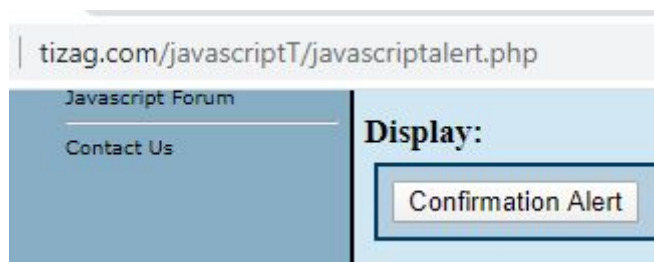 tizag.com/javascriptT/javascriptalert.php
Javascript Forum
Contact Us
Display:
Confirmation Alert